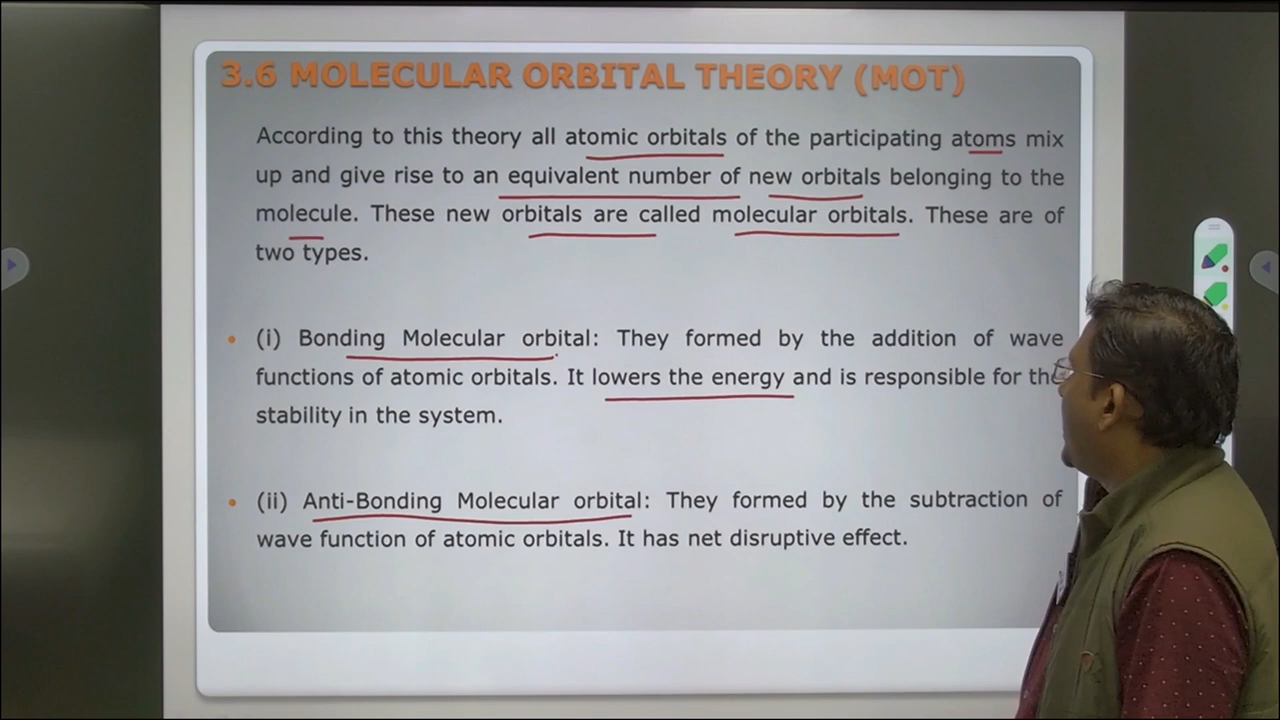 3.6 MOLECULAR ORBITAL THEORY (MOT)
According to this theory all atomic orbitals of the participating atoms mix
up and give rise to an equivalent number of new orbitals belonging to the
molecule. These new orbitals are called molecular orbitals. These are of
two types.
• (i) Bonding Molecular orbital: They formed by the addition of wave
functions of atomic orbitals. It lowers the energy and is responsible for the
stability in the system.
• (ii) Anti-Bonding Molecular orbital: They formed by the subtraction of
wave function of atomic orbitals. It has net disruptive effect.